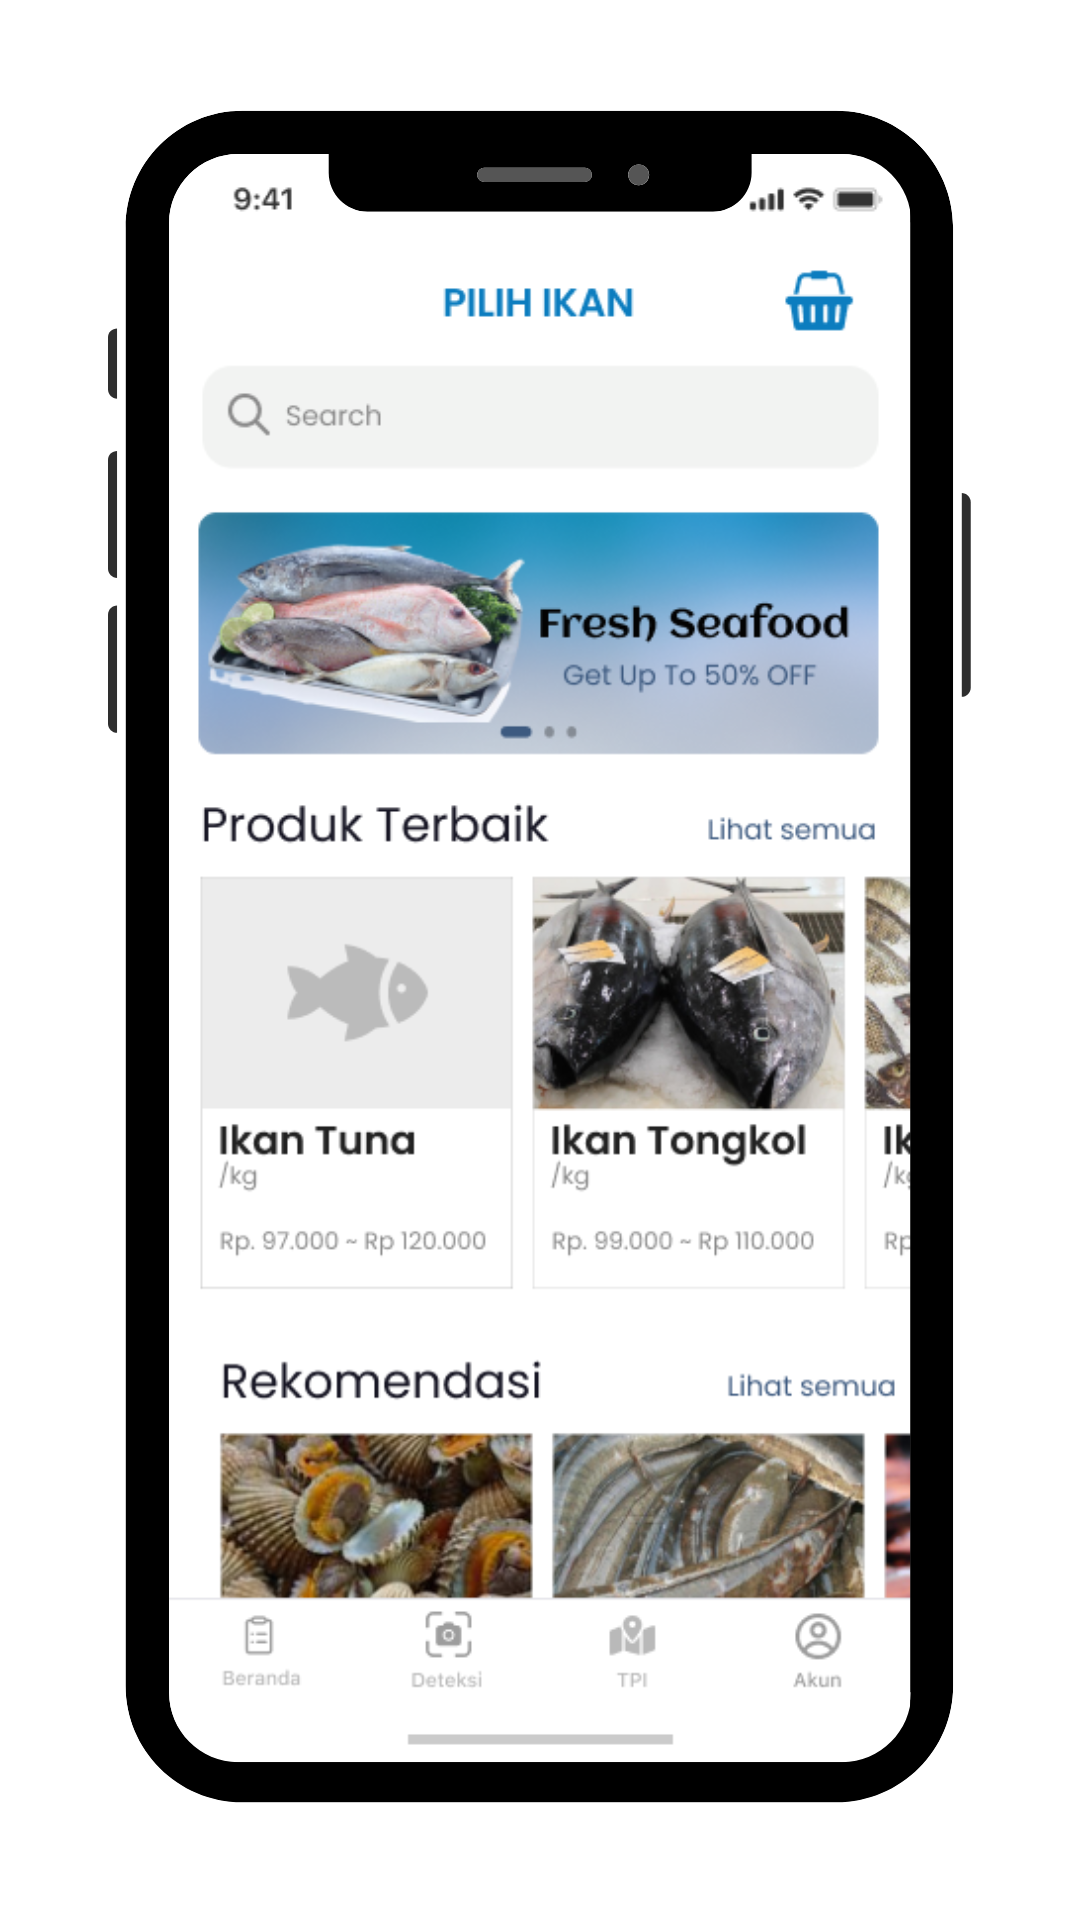 9:41
PILIH IKAN
Search
Fresh Seafood
Get Up To 50% OFF
Produk Terbaik
Lihat semua
Ikan Tuna
/kg
Rp. 97.000 ~ Rp 120.000
Ikan Tongkol
/kg
Rp. 99.000 ~ Rp 110.000
Ik
/kg
Rp
Rekomendasi
Lihat semua
Beranda
Deteksi
TPI
Akun